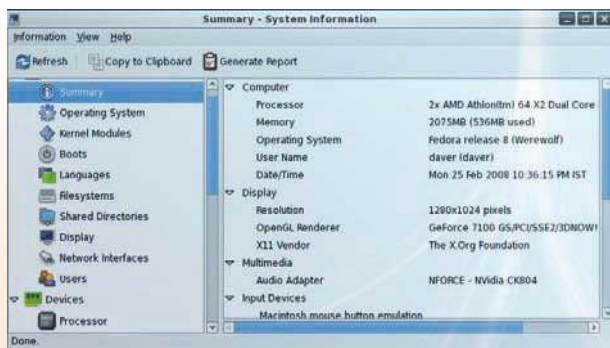 Summary - System Information
Information View Help
Refresh Copy to Clipboard Generate Report
Summary
Operating System
Kernel Modules
Boots
Languages
Filesystems
Shared Directories
Display
Network Interfaces
Users
Devices
Processor
Computer
Processor 2x AMD Athlon(tm) 64 X2 Dual Core
Memory 2075MB (536MB used)
Operating System Fedora release 8 (Werewolf)
User Name daver (daver)
Date/Time Mon 25 Feb 2008 10:36:15 PM IST
Display
Resolution 1280x1024 pixels
OpenGL Renderer GeForce 7100 GS/PCI/SSE2/3DNOW!
X11 Vendor The X.Org Foundation
Multimedia
Audio Adapter NFORCE - NVidia CK804
Input Devices
Macintosh mouse button emulation
Done.